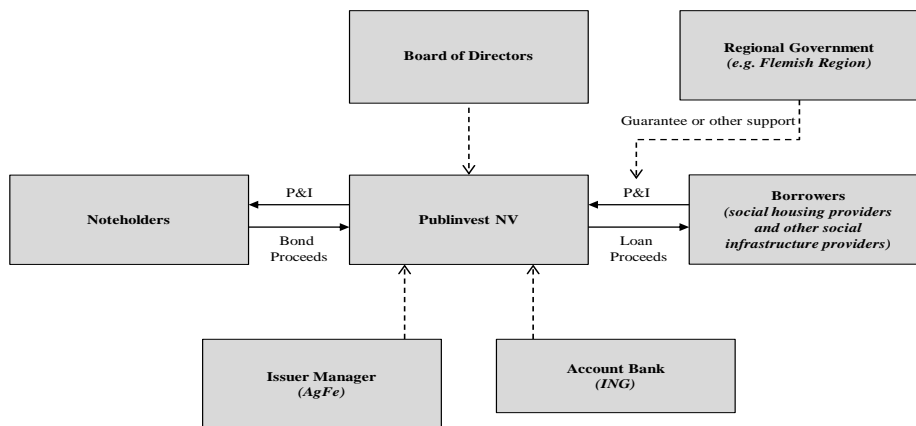 Board of Directors
Regional Government
(e.g. Flemish Region)
Guarantee or other support
Noteholders
P&I
Bond
Proceeds
Publinvest NV
P&I
Loan
Proceeds
Borrowers
(social housing providers
and other social
infrastructure providers)
Issuer Manager
(AgFe)
Account Bank
(ING)